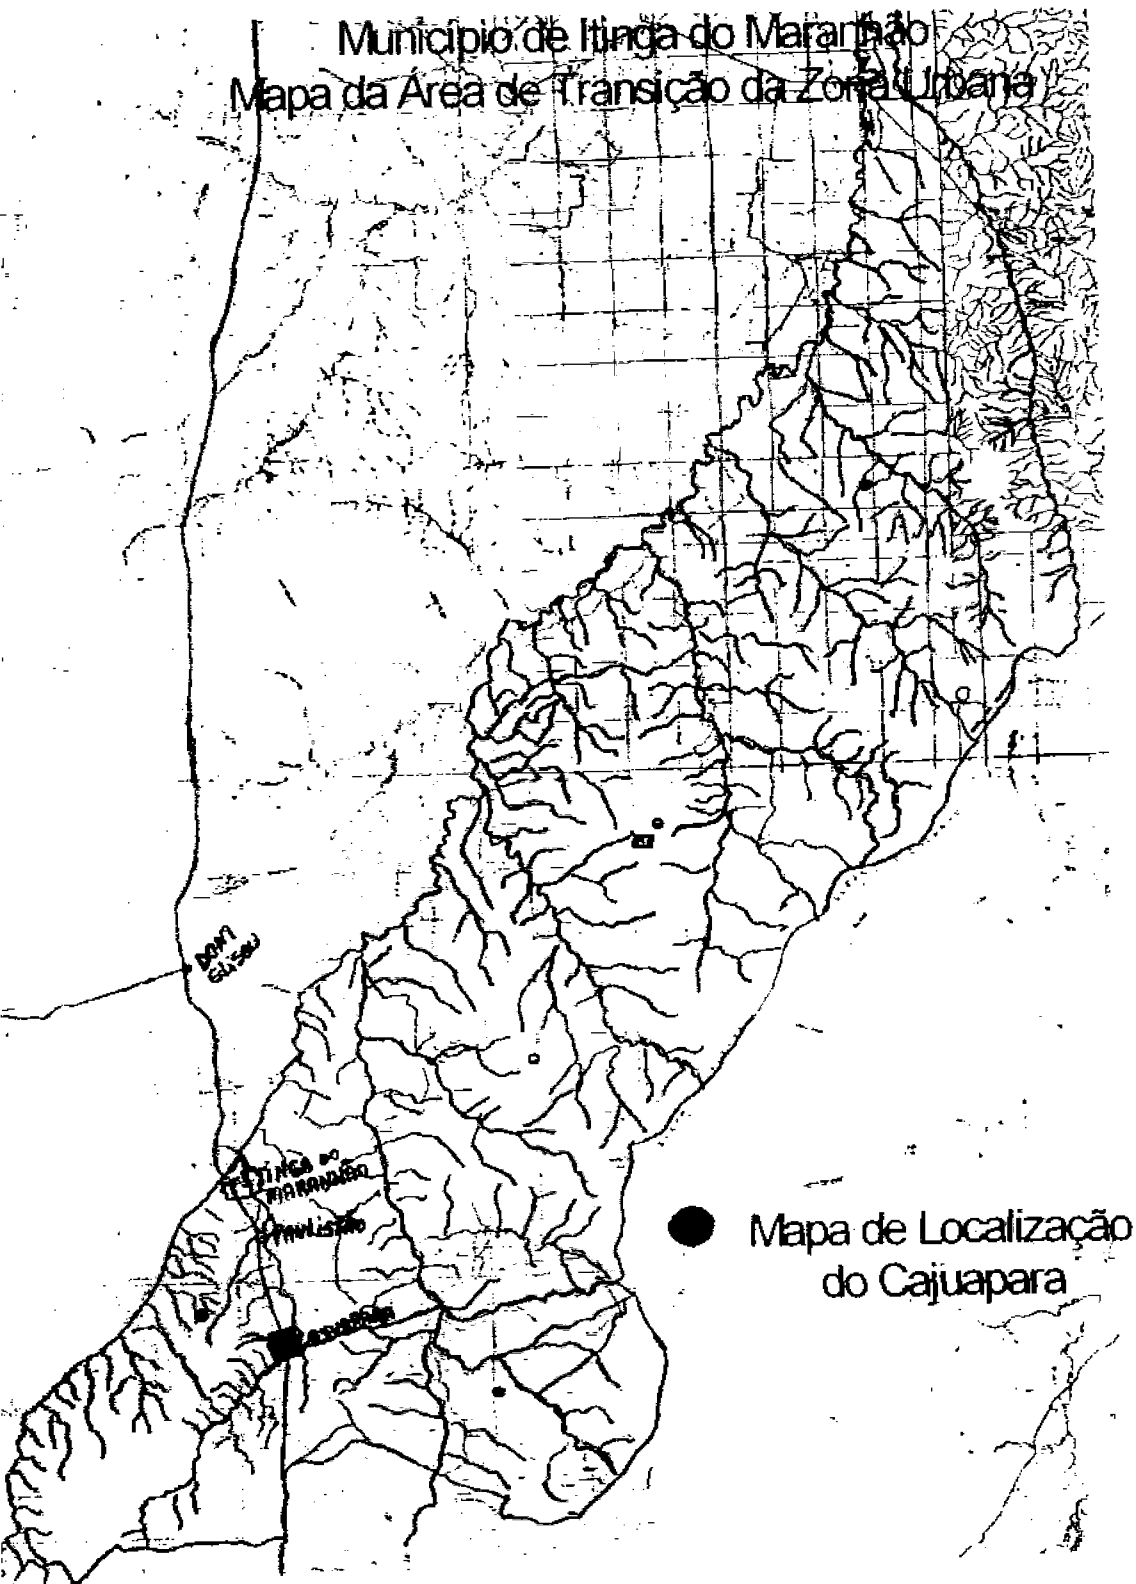 Município de Itinga do Maranhão
Mapa da Área de Transição da Zona Urbana
DOM
ELISEU
ITINGA DO
MARANHÃO
PAULISTÃO
Mapa de Localização
do Cajuapara